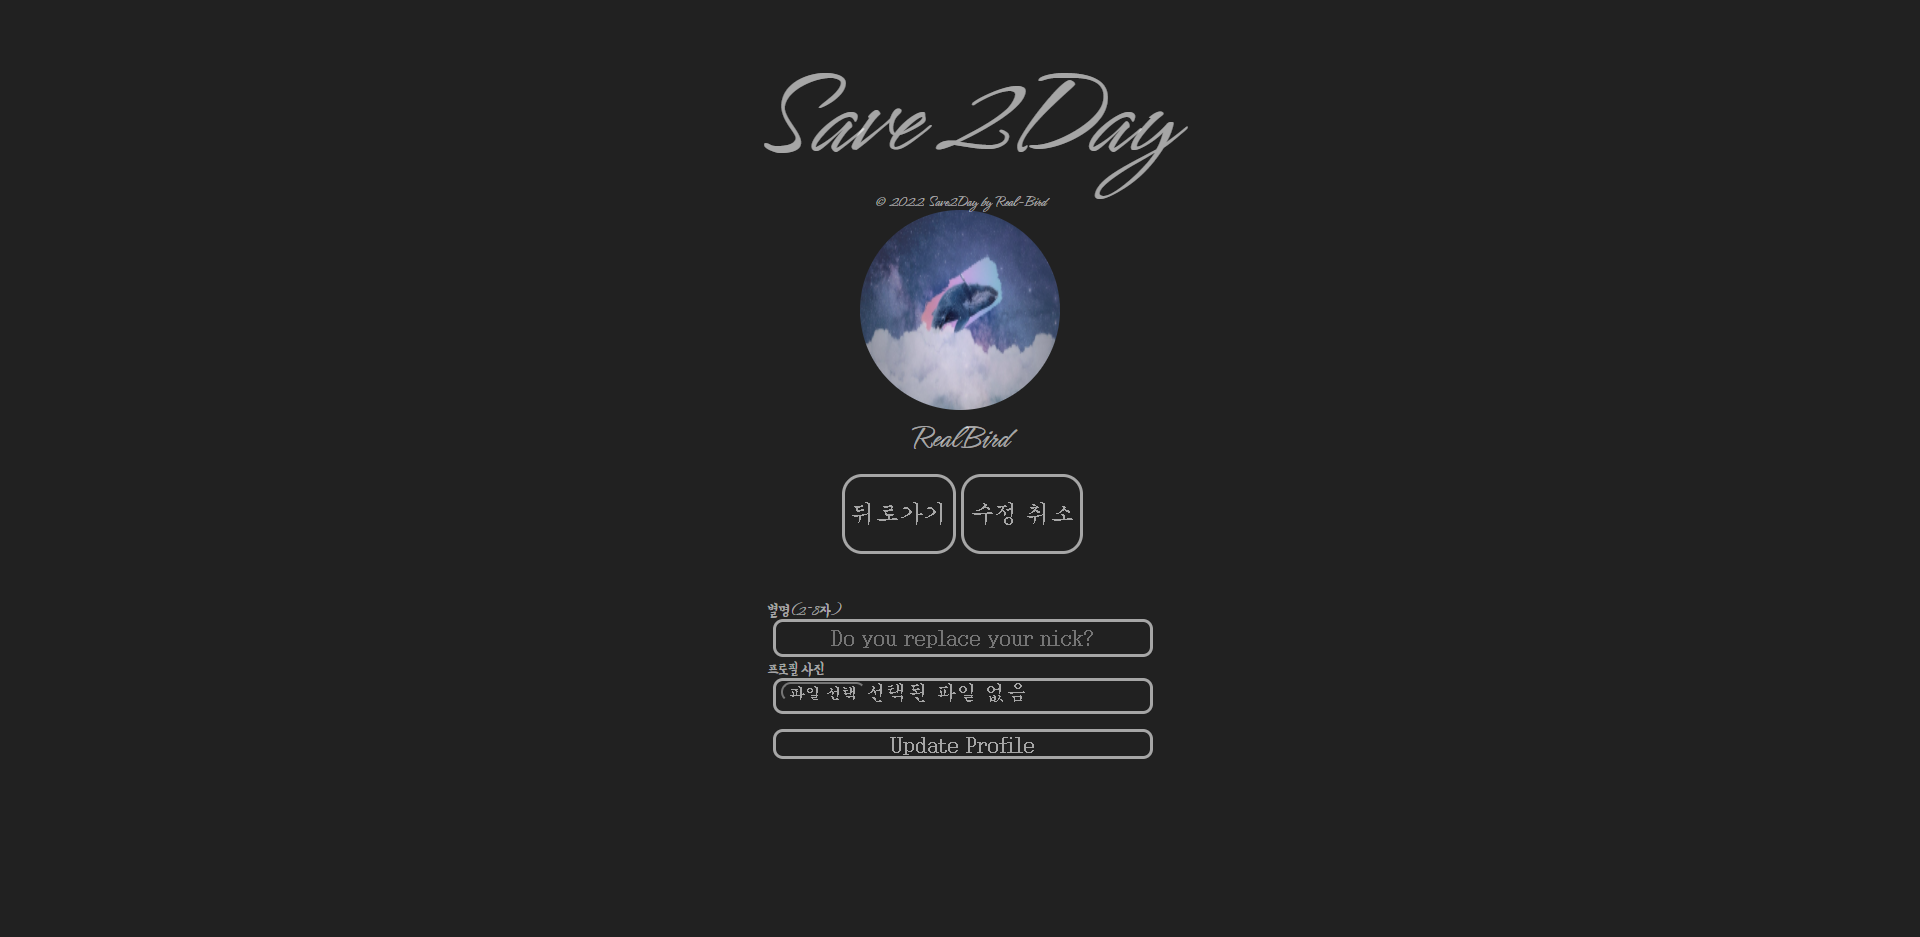 Save 2Day
© 2022 Save2Day by Real-Bird
RealBird
뒤로가기 수정 취소
별명(2~8자)
Do you replace your nick?
프로필 사진
파일 선택 선택된 파일 없음
Update Profile